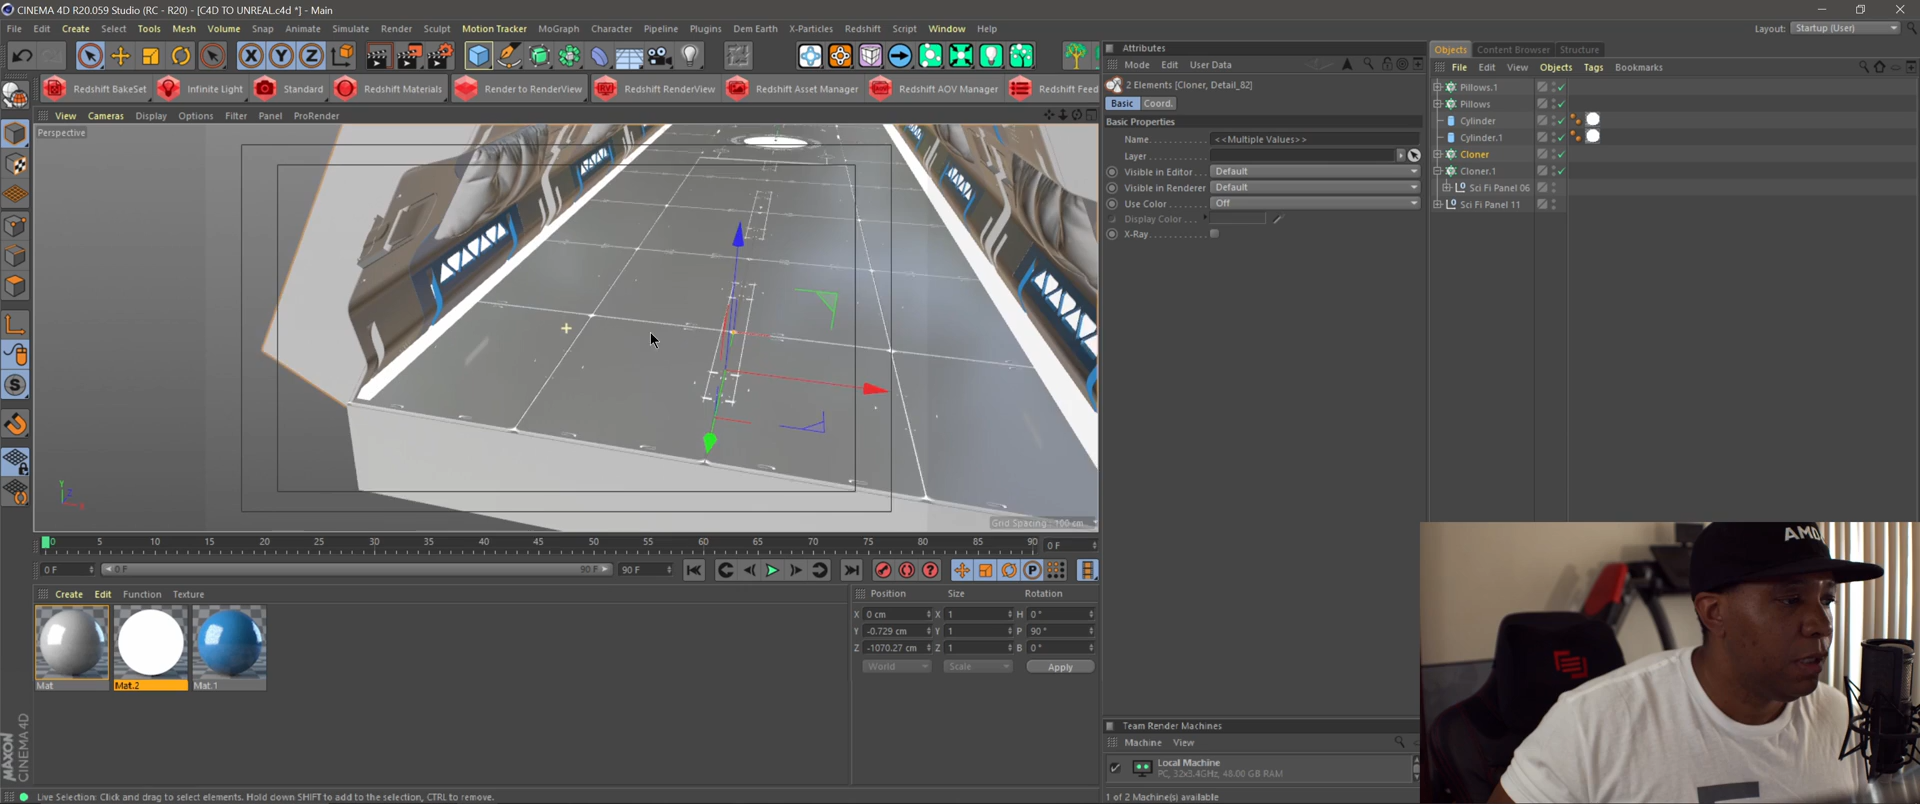 CINEMA 4D R20.059 Studio (RC - R20) - [C4D TO UNREAL.c4d *] - Main
File Edit Create Select Tools Mesh Volume Snap Animate Simulate Render Sculpt Motion Tracker MoGraph Character Pipeline Plugins Dem Earth X-Particles Redshift Script Window Help
Layout: Startup (User)
Redshift BakeSet Infinite Light Standard Redshift Materials Render to RenderView Redshift RenderView Redshift Asset Manager Redshift AOV Manager Redshift Feed
View Cameras Display Options Filter Panel ProRender
Perspective
Grid Spacing : 100 cm
0 5 10 15 20 25 30 35 40 45 50 55 60 65 70 75 80 85 90 0 F
0 F 0 F 90 F 90 F
Create Edit Function Texture
Mat Mat.2 Mat.1
Position Size Rotation
X 0 cm X 1 H 0 °
Y -0.729 cm Y 1 P 90 °
Z -1070.27 cm Z 1 B 0 °
World Scale Apply
MAXON
CINEMA 4D
Live Selection: Click and drag to select elements. Hold down SHIFT to add to the selection, CTRL to remove.
Attributes
Mode Edit User Data
2 Elements [Cloner, Detail_82]
Basic Coord.
Basic Properties
Name <<Multiple Values>>
Layer
Visible in Editor Default
Visible in Renderer Default
Use Color Off
Display Color
X-Ray
Team Render Machines
Machine View
Local Machine
PC, 32x3.4GHz, 48.00 GB RAM
1 of 2 Machine(s) available
Objects Content Browser Structure
File Edit View Objects Tags Bookmarks
Pillows.1
Pillows
Cylinder
Cylinder.1
Cloner
Cloner.1
Sci Fi Panel 06
Sci Fi Panel 11
AMD